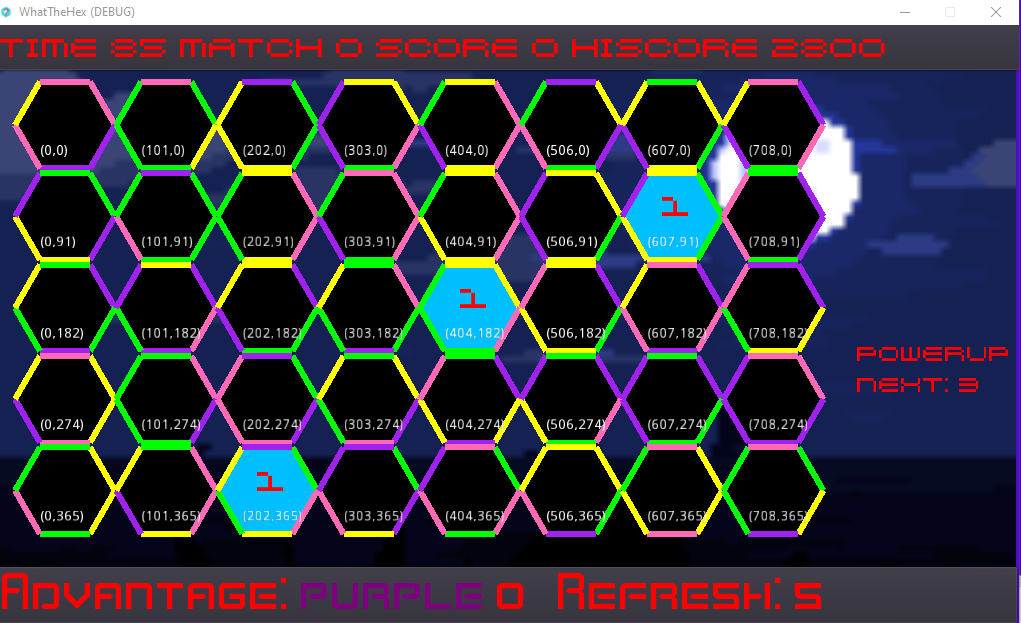 WhatTheHex (DEBUG)
TIME 85 MATCH 0 SCORE 0 HISCORE 2800
(0,0) (101,0) (202,0) (303,0) (404,0) (506,0) (607,0) (708,0)
1
(0,91) (101,91) (202,91) (303,91) (404,91) (506,91) (607,91) (708,91)
1
(0,182) (101,182) (202,182) (303,182) (404,182) (506,182) (607,182) (708,182)
POWERUP
NEXT: 3
(0,274) (101,274) (202,274) (303,274) (404,274) (506,274) (607,274) (708,274)
1
(0,365) (101,365) (202,365) (303,365) (404,365) (506,365) (607,365) (708,365)
Advantage: PURPLE 0 Refresh: 5